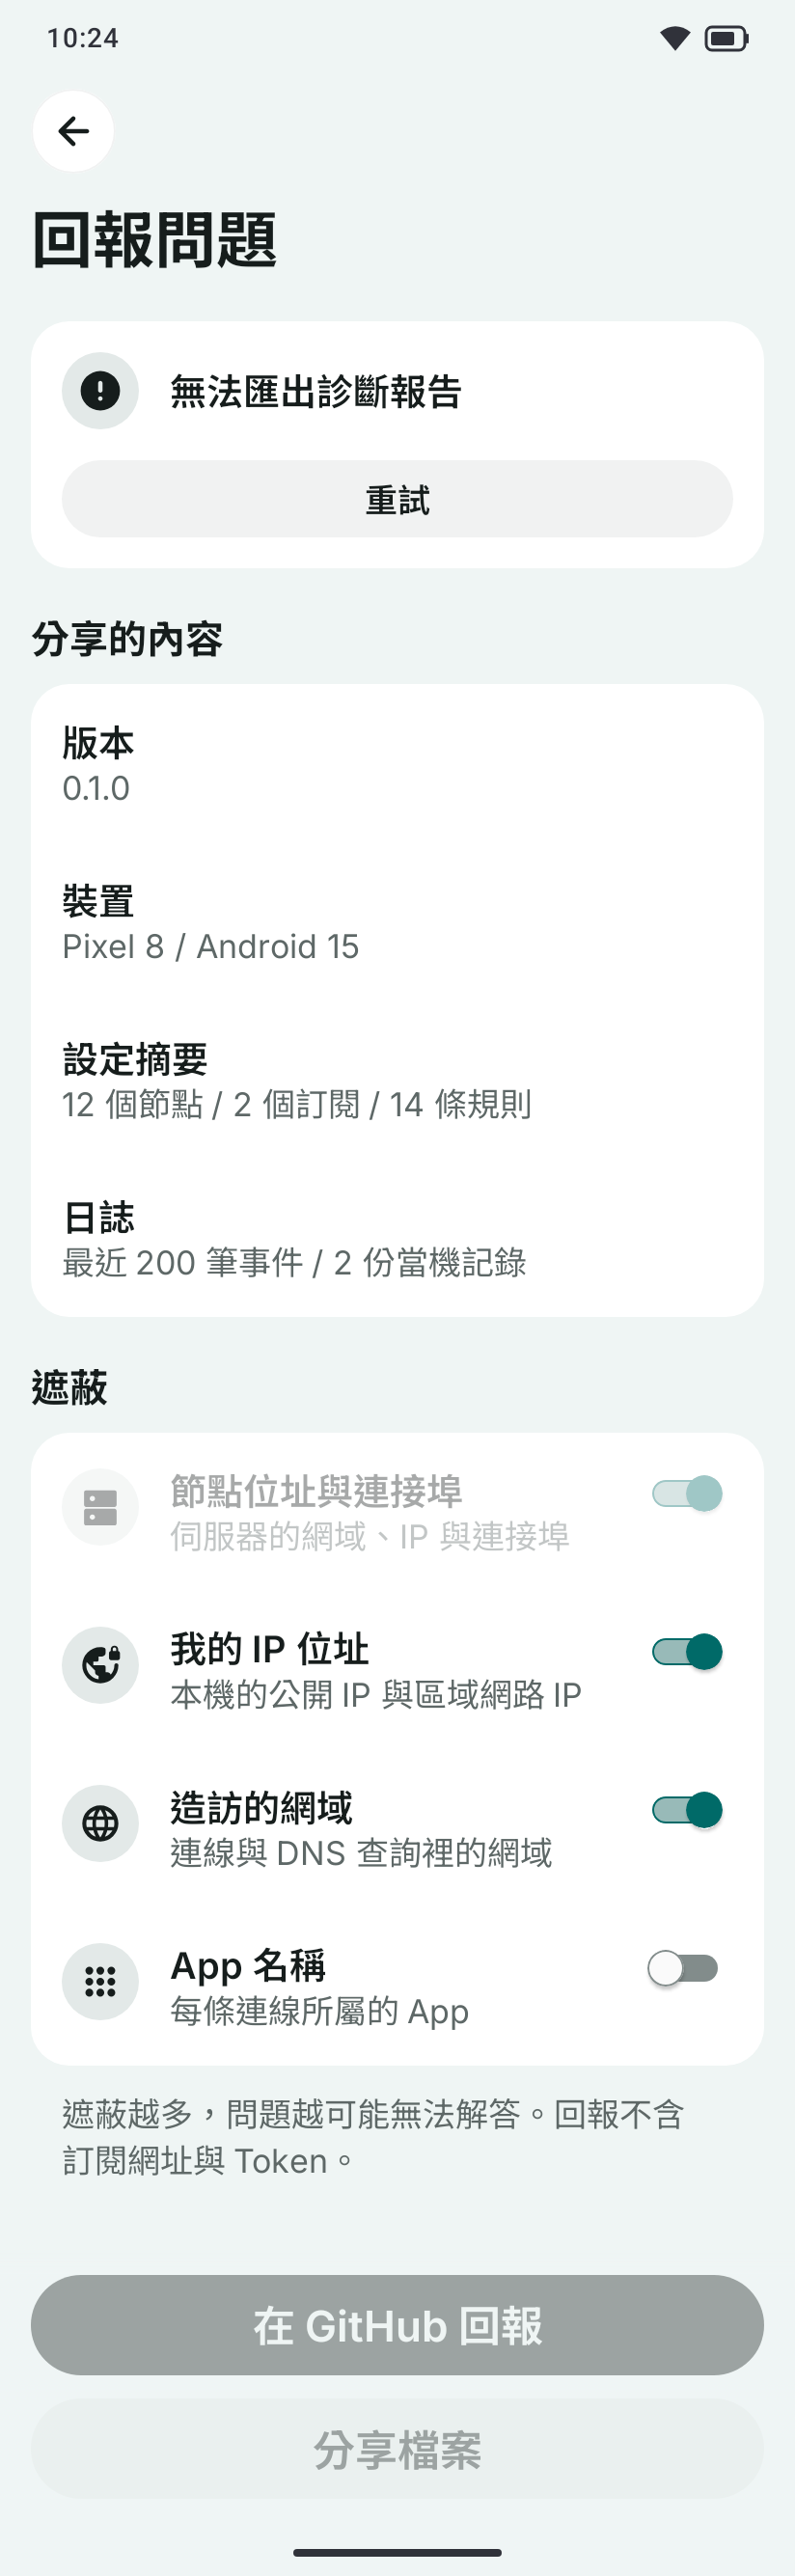 10:24
回報問題
無法匯出診斷報告
重試
分享的內容
版本
0.1.0
裝置
Pixel 8 / Android 15
設定摘要
12 個節點 / 2 個訂閱 / 14 條規則
日誌
最近 200 筆事件 / 2 份當機記錄
遮蔽
節點位址與連接埠
伺服器的網域、IP 與連接埠
我的 IP 位址
本機的公開 IP 與區域網路 IP
造訪的網域
連線與 DNS 查詢裡的網域
App 名稱
每條連線所屬的 App
遮蔽越多，問題越可能無法解答。回報不含
訂閱網址與 Token。
在 GitHub 回報
分享檔案